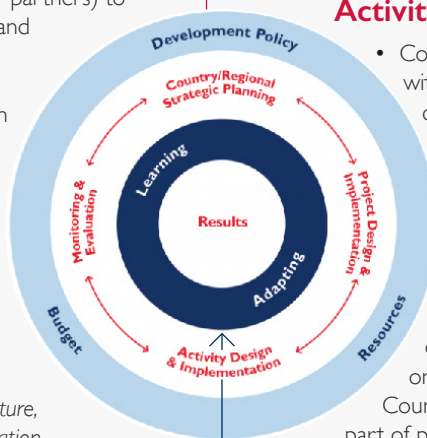 partners) to
and
Activit
• Co
wit
Development Policy
Country/Regional
Strategic Planning
Learning
Monitoring &
Evaluation
Results
Project Design &
Implementation
Adapting
Budget
Resources
Activity Design
& Implementation
ture,
ation
or
Coun
part of p